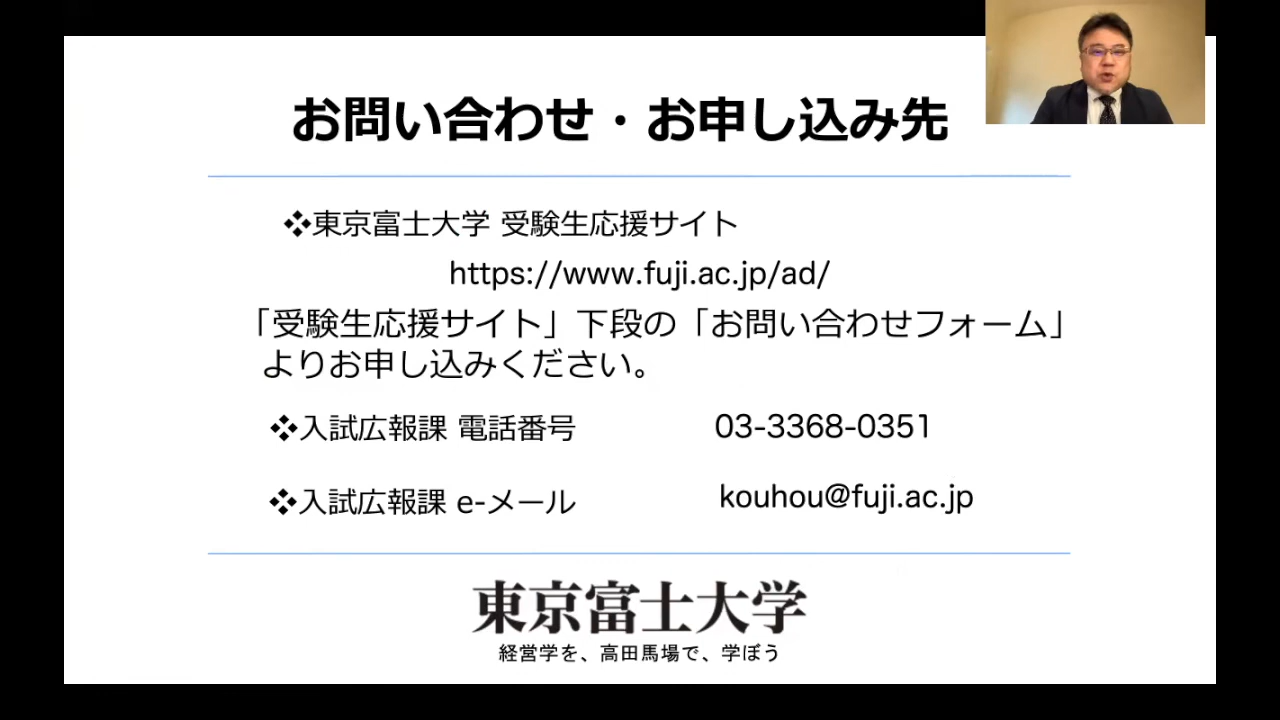 お問い合わせ・お申し込み先
❖東京富士大学 受験生応援サイト
https://www.fuji.ac.jp/ad/
「受験生応援サイト」下段の「お問い合わせフォーム」
よりお申し込みください。
❖入試広報課 電話番号 03-3368-0351
❖入試広報課 e-メール kouhou@fuji.ac.jp
東京富士大学
経営学を、高田馬場で、学ぼう